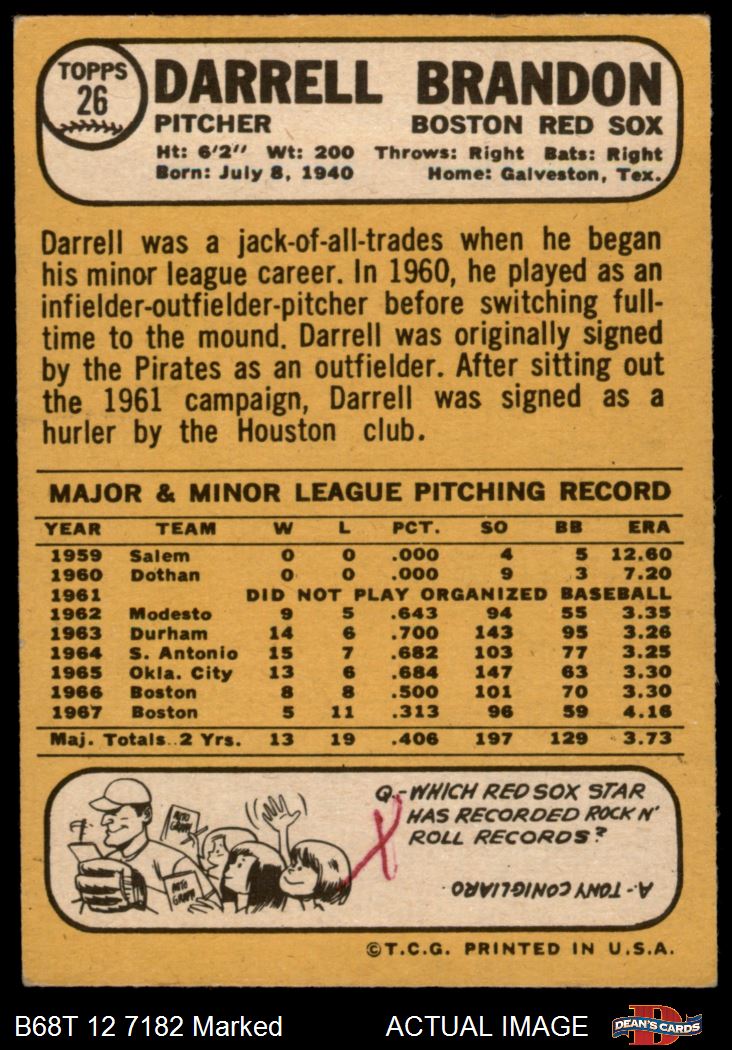 TOPPS
26
DARRELL BRANDON
PITCHER BOSTON RED SOX
Ht: 6'2" Wt: 200 Throws: Right Bats: Right
Born: July 8, 1940 Home: Galveston, Tex.
Darrell was a jack-of-all-trades when he began
his minor league career. In 1960, he played as an
infielder-outfielder-pitcher before switching full-
time to the mound. Darrell was originally signed
by the Pirates as an outfielder. After sitting out
the 1961 campaign, Darrell was signed as a
hurler by the Houston club.
MAJOR & MINOR LEAGUE PITCHING RECORD
YEAR TEAM W L PCT. SO BB ERA
1959 Salem 0 0 .000 4 5 12.60
1960 Dothan 0 0 .000 9 3 7.20
1961 DID NOT PLAY ORGANIZED BASEBALL
1962 Modesto 9 5 .643 94 55 3.35
1963 Durham 14 6 .700 143 95 3.26
1964 S. Antonio 15 7 .682 103 77 3.25
1965 Okla. City 13 6 .684 147 63 3.30
1966 Boston 8 8 .500 101 70 3.30
1967 Boston 5 11 .313 96 59 4.16
Maj. Totals..2 Yrs. 13 19 .406 197 129 3.73
AUTO
GRAPH
AUTO
GRAPH
Q.-WHICH RED SOX STAR
HAS RECORDED ROCK N'
ROLL RECORDS?
A.- TONY CONIGLIARO
©T.C.G. PRINTED IN U.S.A.
B68T 12 7182 Marked ACTUAL IMAGE
D
DEAN'S CARDS